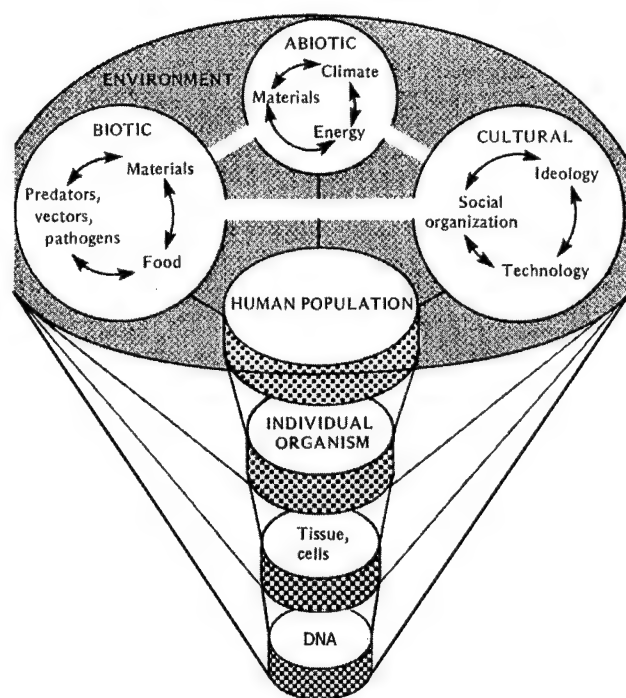 ABIOTIC
ENVIRONMENT
Climate
Materials
Energy
BIOTIC
Materials
Predators,
vectors,
pathogens
Food
CULTURAL
Ideology
Social
organization
Technology
HUMAN POPULATION
INDIVIDUAL
ORGANISM
Tissue,
cells
DNA